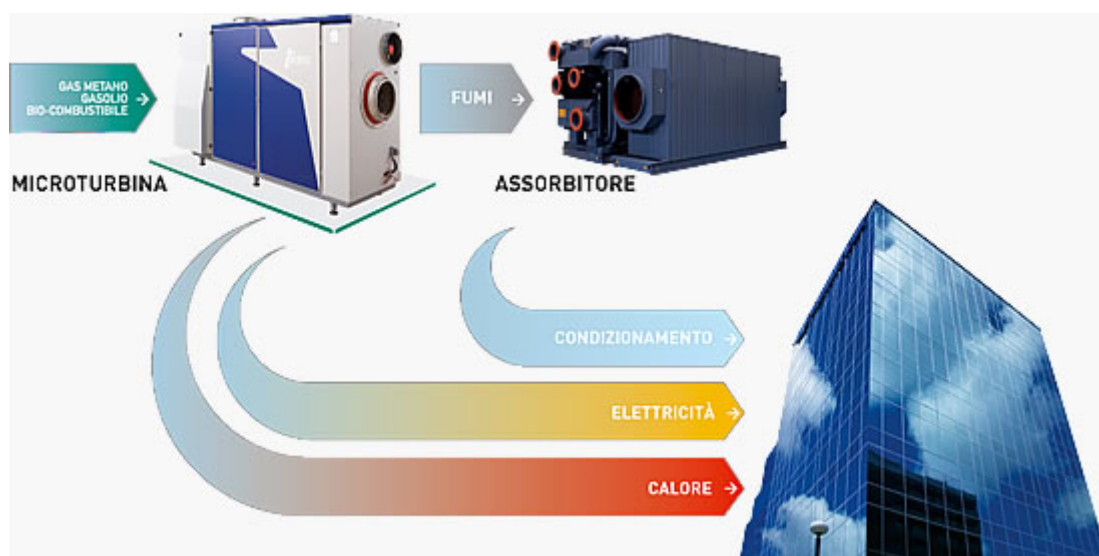 GAS METANO
GASOLIO
BIO-COMBUSTIBILE
FUMI
MICROTURBINA
ASSORBITORE
CONDIZIONAMENTO
ELETTRICITÀ
CALORE